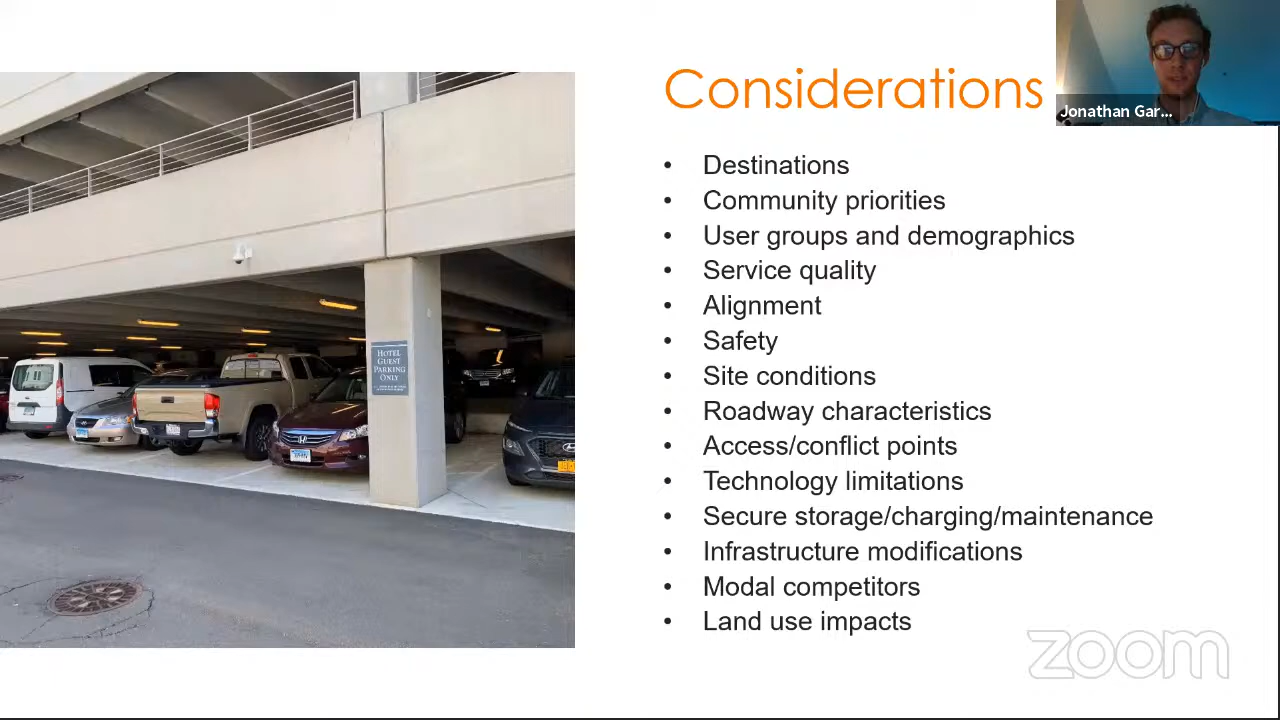 Considerations
Jonathan Gar...
• Destinations
• Community priorities
• User groups and demographics
• Service quality
• Alignment
• Safety
• Site conditions
• Roadway characteristics
• Access/conflict points
• Technology limitations
• Secure storage/charging/maintenance
• Infrastructure modifications
• Modal competitors
• Land use impacts
HOTEL
GUEST
PARKING
ONLY
zoom